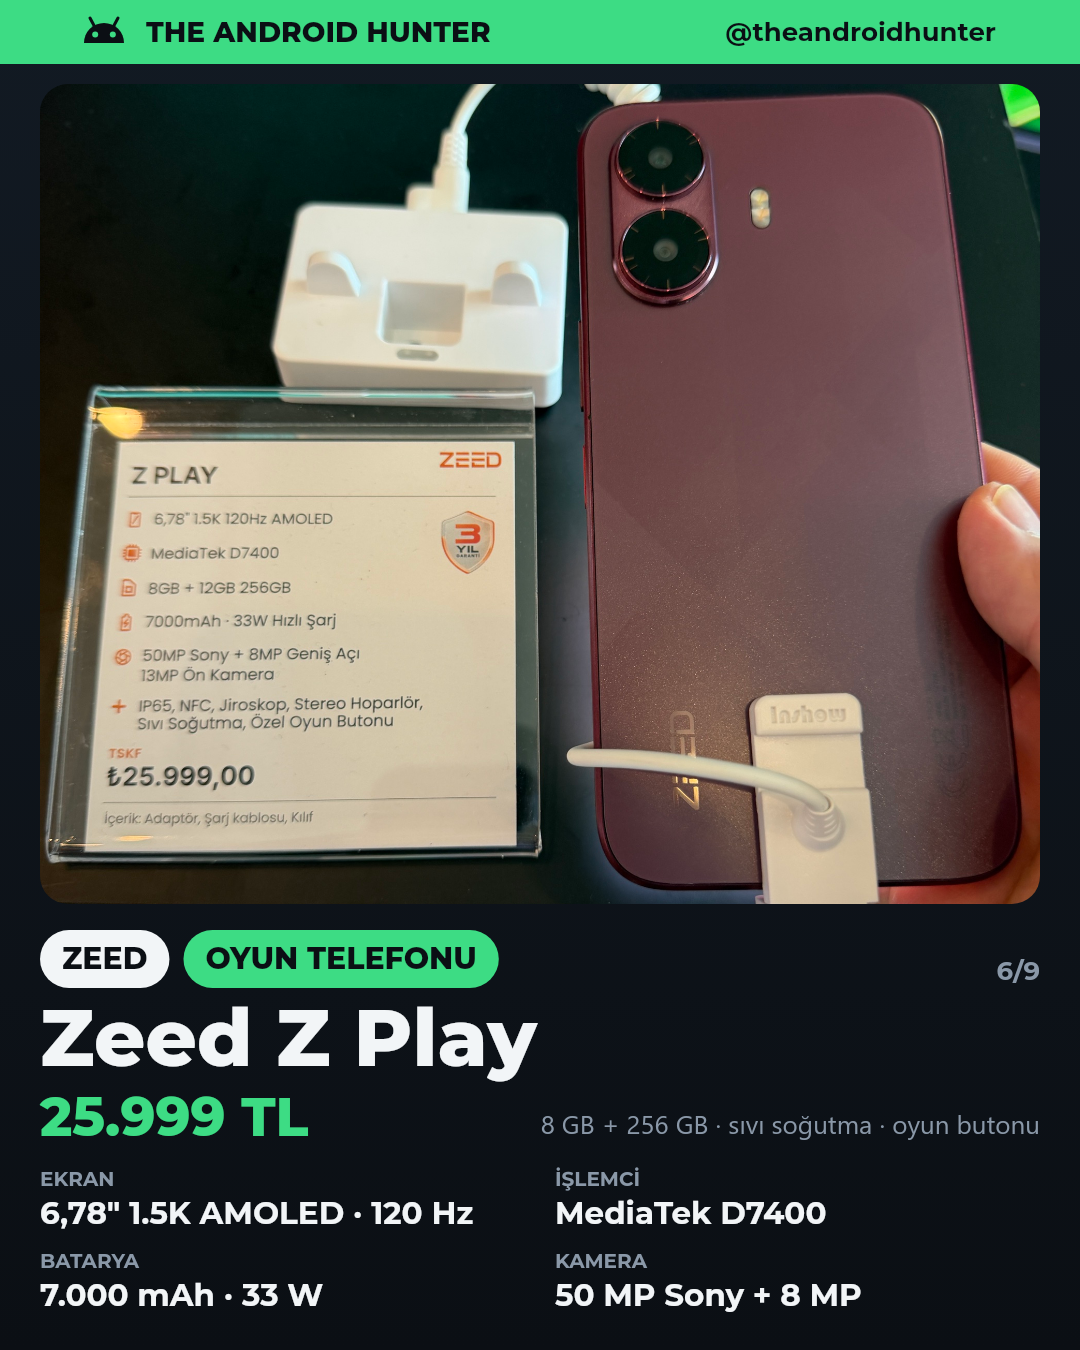 THE ANDROID HUNTER
@theandroidhunter
ZEED
Z PLAY
6,78" 1.5K 120Hz AMOLED
3
YIL
GARANTİ
MediaTek D7400
8GB + 12GB 256GB
7000mAh - 33W Hızlı Şarj
50MP Sony + 8MP Geniş Açı
13MP Ön Kamera
IP65, NFC, Jiroskop, Stereo Hoparlör,
Sıvı Soğutma, Özel Oyun Butonu
TSKF
₺25.999,00
İçerik: Adaptör, Şarj kablosu, Kılıf
ZEED
Inshow
ZEED
OYUN TELEFONU
6/9
Zeed Z Play
25.999 TL
8 GB + 256 GB · sıvı soğutma · oyun butonu
EKRAN
6,78" 1.5K AMOLED · 120 Hz
İŞLEMCİ
MediaTek D7400
BATARYA
7.000 mAh · 33 W
KAMERA
50 MP Sony + 8 MP